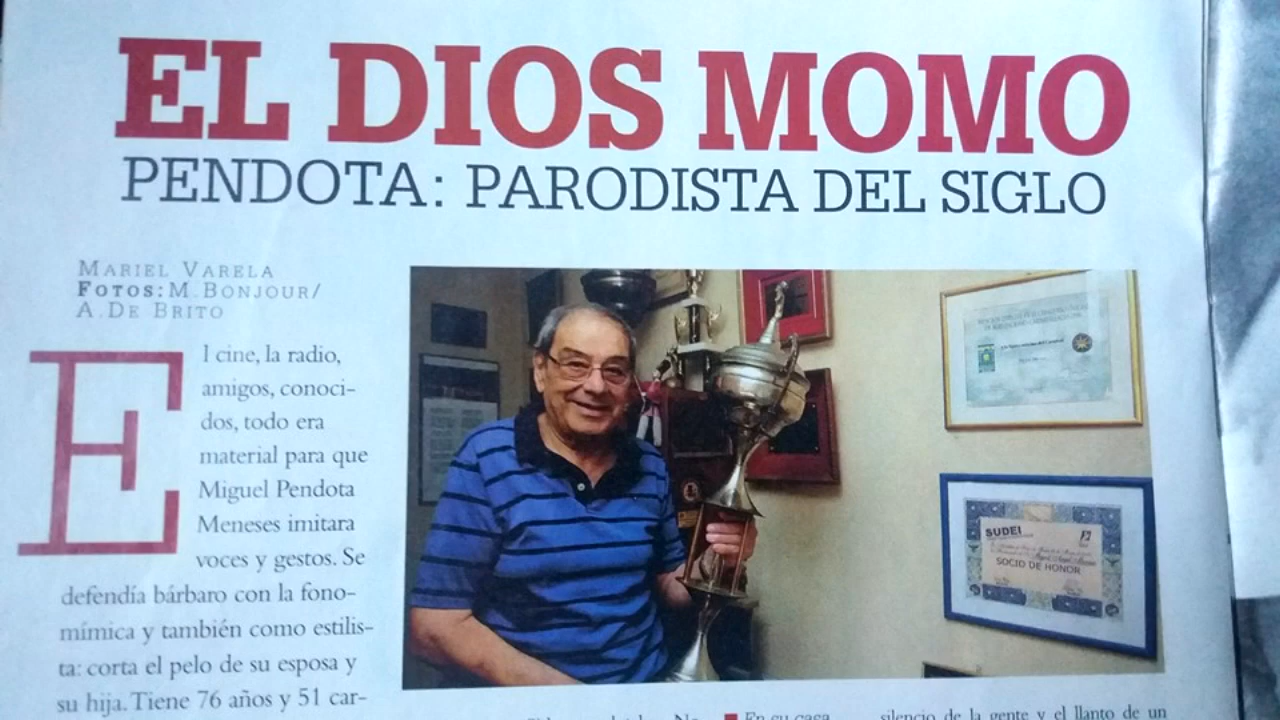 EL DIOS MOMO
PENDOTA: PARODISTA DEL SIGLO
MARIEL VARELA
FOTOS: M. BONJOUR/
A. DE BRITO
El cine, la radio,
amigos, conoci-
dos, todo era
material para que
Miguel Pendota
Meneses imitara
voces y gestos. Se
defendía bárbaro con la fono-
mímica y también como estilis-
ta: corta el pelo de su esposa y
su hija. Tiene 76 años y 51 car-
SUDEI
SOCIO DE HONOR
En su casa
silencio de la gente y el llanto de un